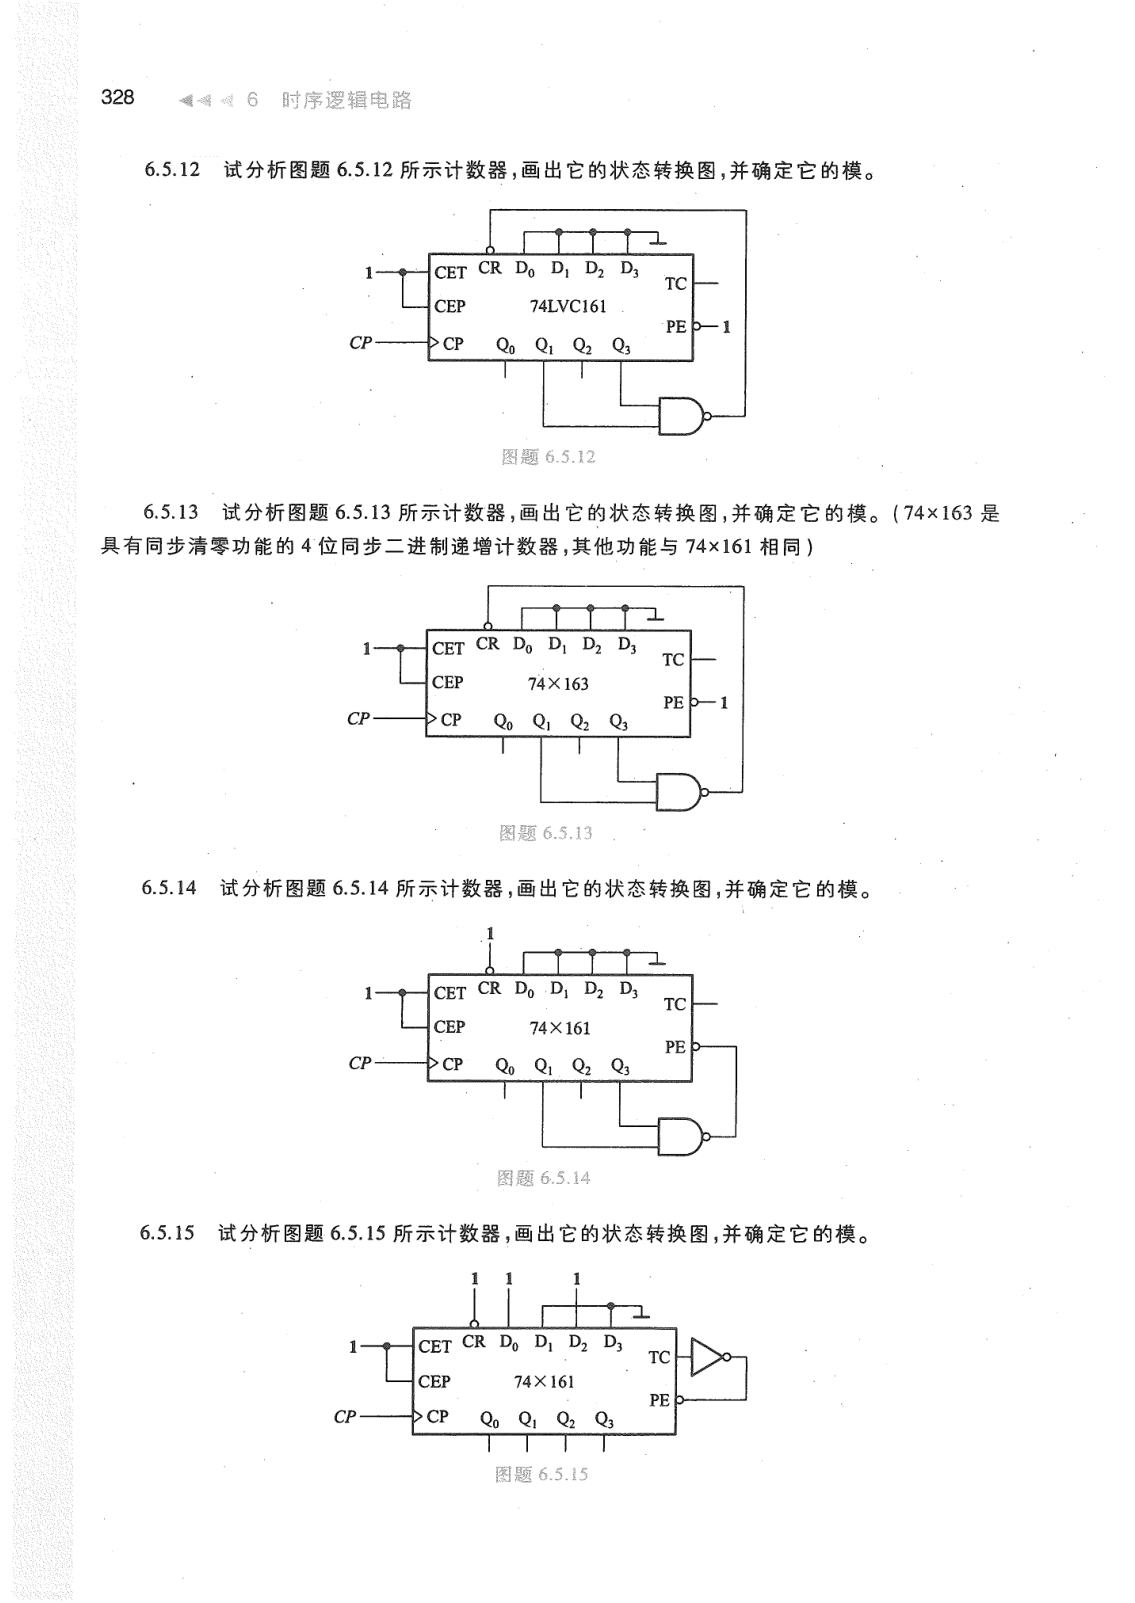 328 6 时序逻辑电路
6.5.12 试分析图题 6.5.12 所示计数器,画出它的状态转换图,并确定它的模。
1 CET CR D₀ D₁ D₂ D₃
TC
CEP 74LVC161
PE 1
CP CP Q₀ Q₁ Q₂ Q₃
图题 6.5.12
6.5.13 试分析图题 6.5.13 所示计数器,画出它的状态转换图,并确定它的模。(74×163 是
具有同步清零功能的 4 位同步二进制递增计数器,其他功能与 74×161 相同)
1 CET CR D₀ D₁ D₂ D₃
TC
CEP 74×163
PE 1
CP CP Q₀ Q₁ Q₂ Q₃
图题 6.5.13
6.5.14 试分析图题 6.5.14 所示计数器,画出它的状态转换图,并确定它的模。
1
1 CET CR D₀ D₁ D₂ D₃
TC
CEP 74×161
PE
CP CP Q₀ Q₁ Q₂ Q₃
图题 6.5.14
6.5.15 试分析图题 6.5.15 所示计数器,画出它的状态转换图,并确定它的模。
1 1 1
1 CET CR D₀ D₁ D₂ D₃
TC
CEP 74×161
PE
CP CP Q₀ Q₁ Q₂ Q₃
图题 6.5.15